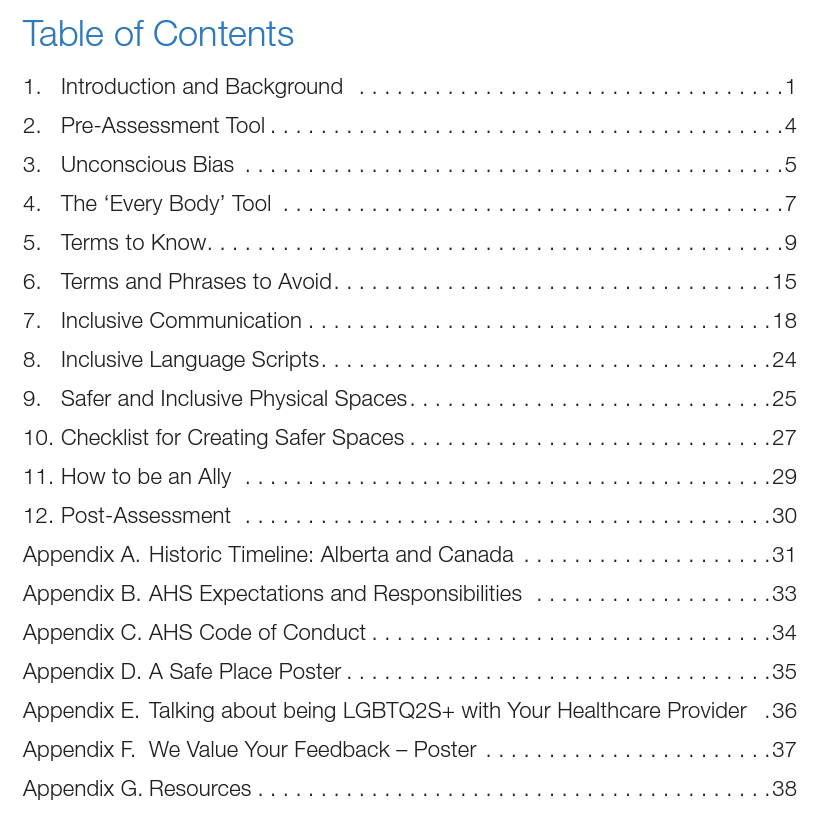 Table of Contents
1. Introduction and Background . . . . . . . . . . . . . . . . . . . . . . . . . . . . . . . . . .1
2. Pre-Assessment Tool . . . . . . . . . . . . . . . . . . . . . . . . . . . . . . . . . . . . . . . . .4
3. Unconscious Bias . . . . . . . . . . . . . . . . . . . . . . . . . . . . . . . . . . . . . . . . . . .5
4. The ‘Every Body’ Tool . . . . . . . . . . . . . . . . . . . . . . . . . . . . . . . . . . . . . . . .7
5. Terms to Know. . . . . . . . . . . . . . . . . . . . . . . . . . . . . . . . . . . . . . . . . . . . . .9
6. Terms and Phrases to Avoid. . . . . . . . . . . . . . . . . . . . . . . . . . . . . . . . . . .15
7. Inclusive Communication . . . . . . . . . . . . . . . . . . . . . . . . . . . . . . . . . . . . .18
8. Inclusive Language Scripts. . . . . . . . . . . . . . . . . . . . . . . . . . . . . . . . . . . .24
9. Safer and Inclusive Physical Spaces. . . . . . . . . . . . . . . . . . . . . . . . . . . . .25
10. Checklist for Creating Safer Spaces . . . . . . . . . . . . . . . . . . . . . . . . . . . . .27
11. How to be an Ally . . . . . . . . . . . . . . . . . . . . . . . . . . . . . . . . . . . . . . . . . .29
12. Post-Assessment . . . . . . . . . . . . . . . . . . . . . . . . . . . . . . . . . . . . . . . . . .30
Appendix A. Historic Timeline: Alberta and Canada . . . . . . . . . . . . . . . . . . . .31
Appendix B. AHS Expectations and Responsibilities . . . . . . . . . . . . . . . . . . .33
Appendix C. AHS Code of Conduct . . . . . . . . . . . . . . . . . . . . . . . . . . . . . . . .34
Appendix D. A Safe Place Poster . . . . . . . . . . . . . . . . . . . . . . . . . . . . . . . . . .35
Appendix E. Talking about being LGBTQ2S+ with Your Healthcare Provider .36
Appendix F. We Value Your Feedback – Poster . . . . . . . . . . . . . . . . . . . . . . .37
Appendix G. Resources . . . . . . . . . . . . . . . . . . . . . . . . . . . . . . . . . . . . . . . . .38